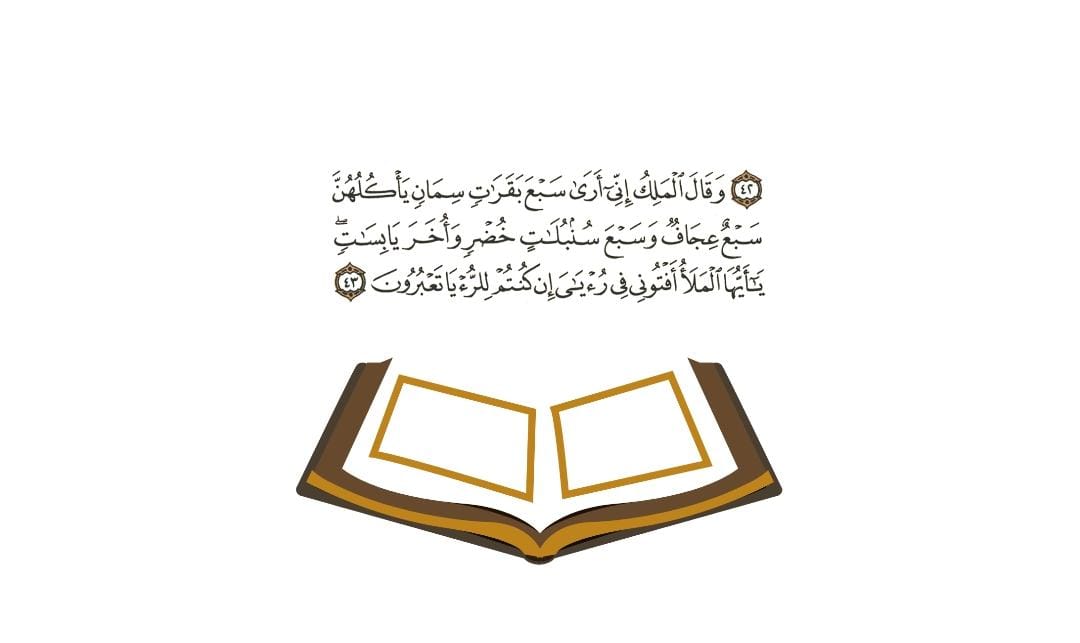 ٤٢ وَقَالَ ٱلۡمَلِكُ إِنِّيٓ أَرَىٰ سَبۡعَ بَقَرَٰتٖ سِمَانٖ يَأۡكُلُهُنَّ
سَبۡعٌ عِجَافٞ وَسَبۡعَ سُنۢبُلَٰتٍ خُضۡرٖ وَأُخَرَ يَابِسَٰتٖۖ
يَٰٓأَيُّهَا ٱلۡمَلَأُ أَفۡتُونِي فِي رُءۡيَٰيَ إِن كُنتُمۡ لِلرُّءۡيَا تَعۡبُرُونَ ٤٣